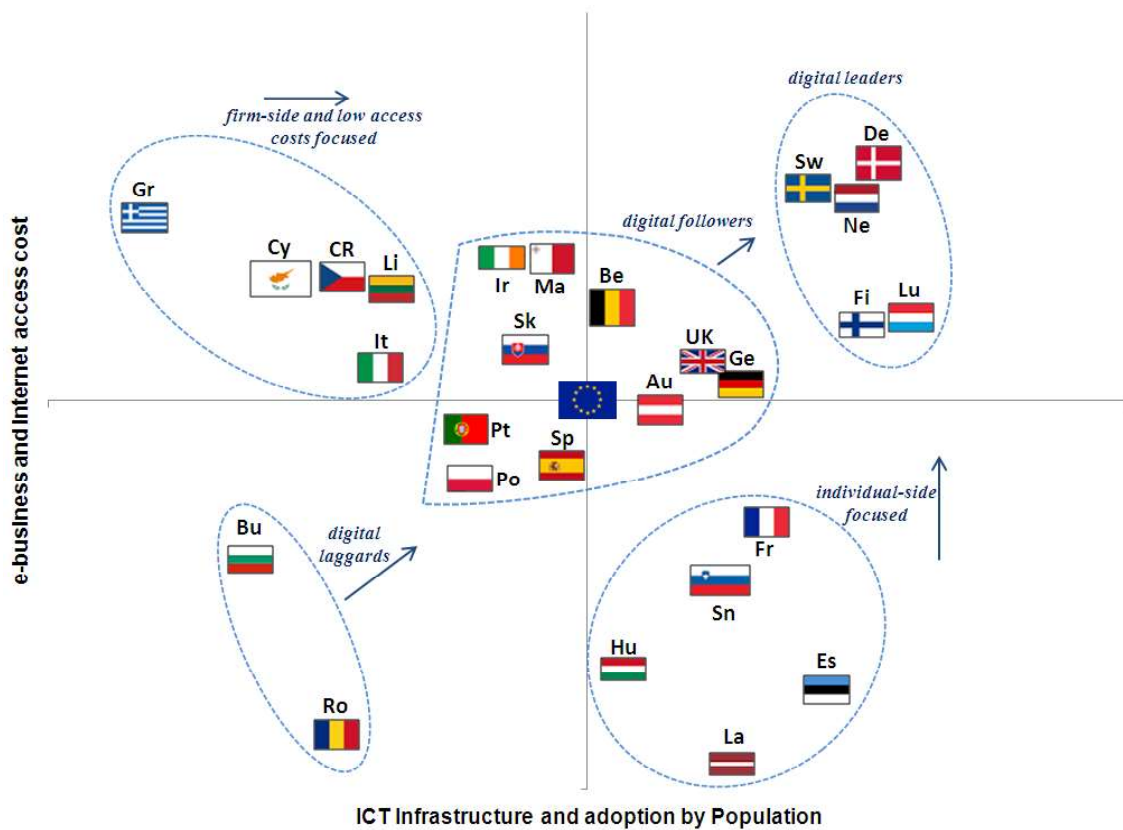 digital leaders
firm-side and low access
costs focused
De
Sw
Gr
Ne
digital followers
Cy
CR
Li
Ir
Ma
Be
Fi
Lu
Sk
It
UK
Ge
Au
Pt
Sp
Po
individual-side
focused
Bu
digital
laggards
Fr
Sn
Hu
Es
Ro
La
e-business and Internet access cost
ICT Infrastructure and adoption by Population